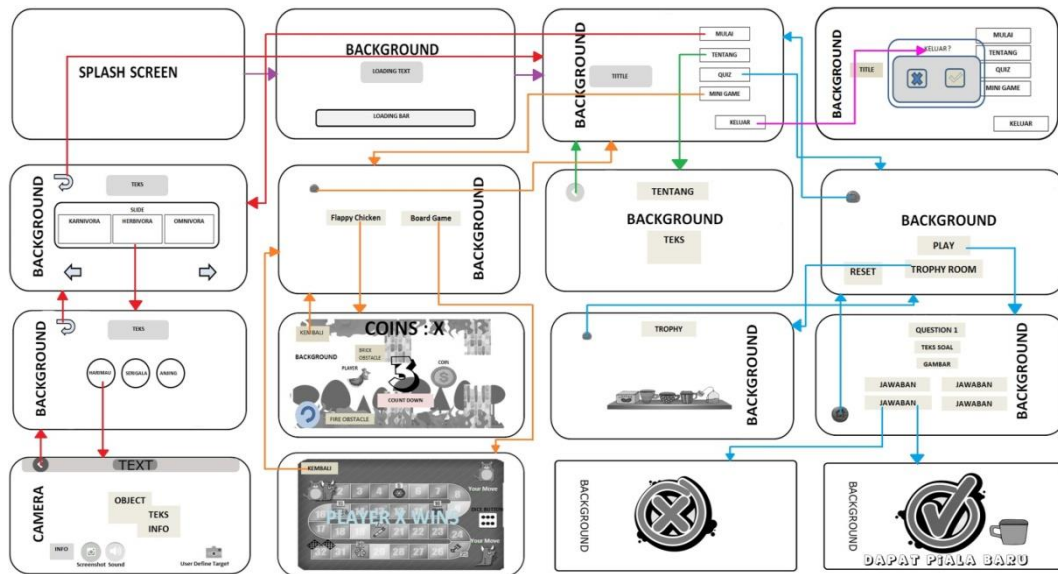 SPLASH SCREEN
BACKGROUND
LOADING TEXT
LOADING BAR
BACKGROUND
TITTLE
MULAI
TENTANG
QUIZ
MINI GAME
KELUAR
BACKGROUND
TITLE
KELUAR ?
MULAI
TENTANG
QUIZ
MINI GAME
KELUAR
BACKGROUND
TEKS
SLIDE
KARNIVORA
HERBIVORA
OMNIVORA
Flappy Chicken
Board Game
BACKGROUND
TENTANG
BACKGROUND
TEKS
BACKGROUND
PLAY
RESET
TROPHY ROOM
BACKGROUND
TEKS
HARIMAU
SERIGALA
ANJING
COINS : X
KEMBALI
BACKGROUND
BRICK
OBSTACLE
PLAYER
COIN
3
COUNT DOWN
FIRE OBSTACLE
TROPHY
BACKGROUND
QUESTION 1
TEKS SOAL
GAMBAR
JAWABAN
JAWABAN
JAWABAN
JAWABAN
BACKGROUND
TEXT
CAMERA
OBJECT
TEKS
INFO
INFO
Screenshot
Sound
User Define Target
KEMBALI
Your Move
PLAYER X WINS
DICE BUTTON
Your Move
BACKGROUND
BACKGROUND
DAPAT PIALA BARU